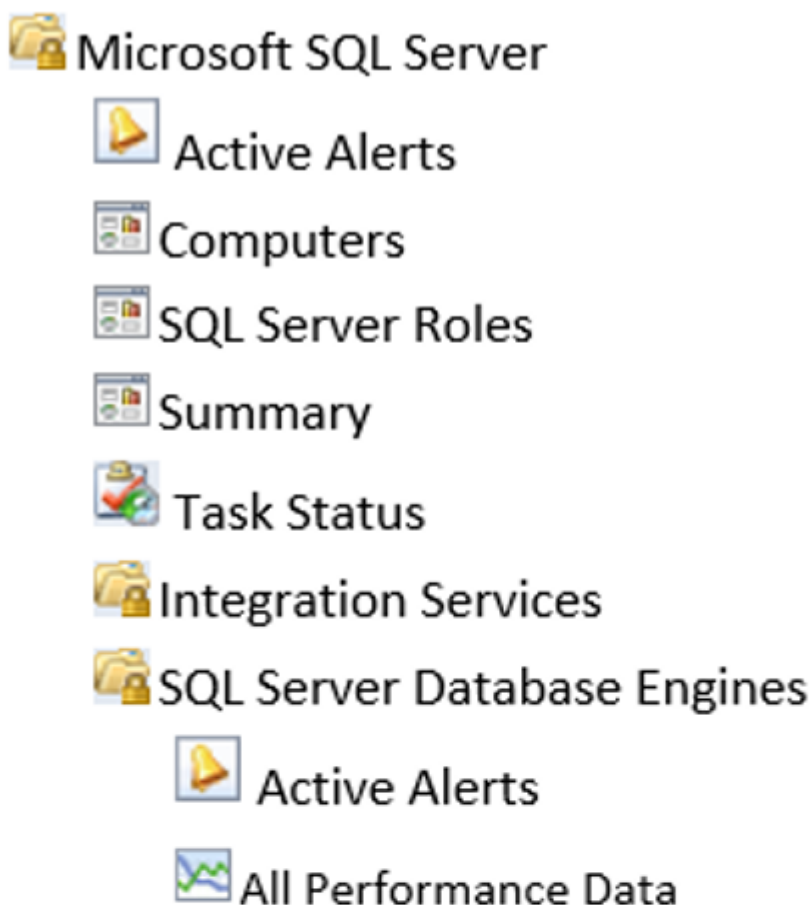 Microsoft SQL Server
Active Alerts
Computers
SQL Server Roles
Summary
Task Status
Integration Services
SQL Server Database Engines
Active Alerts
All Performance Data